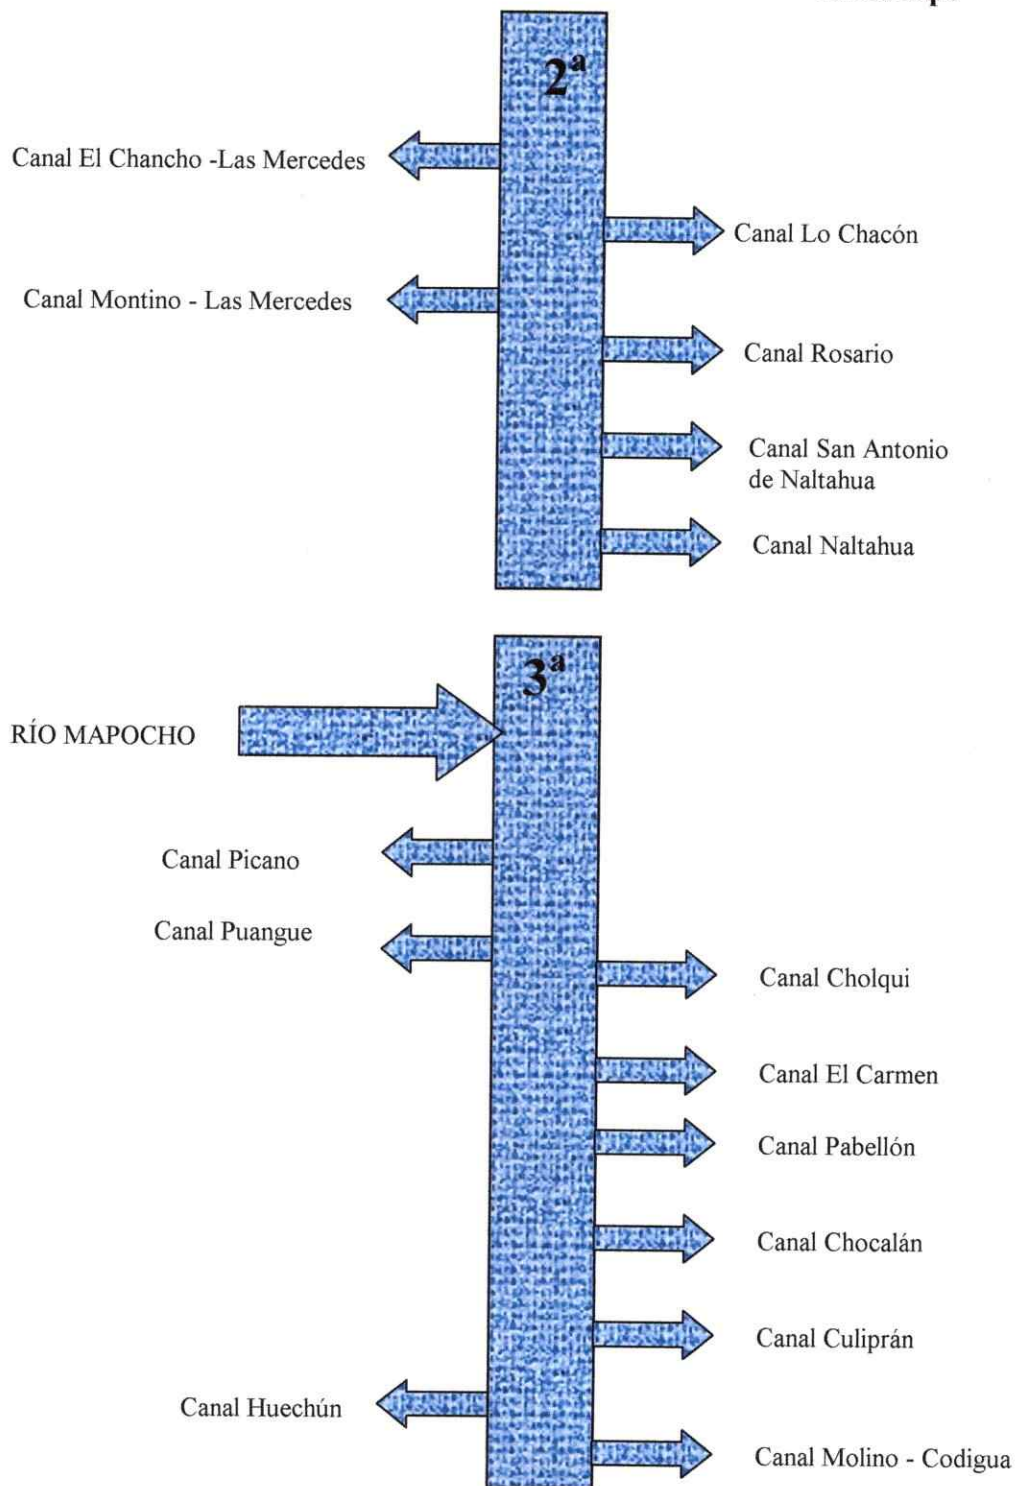 2ª
Canal El Chancho -Las Mercedes
Canal Lo Chacón
Canal Montino - Las Mercedes
Canal Rosario
Canal San Antonio
de Naltahua
Canal Naltahua
3ª
RÍO MAPOCHO
Canal Picano
Canal Puangue
Canal Cholqui
Canal El Carmen
Canal Pabellón
Canal Chocalán
Canal Culiprán
Canal Huechún
Canal Molino - Codigua